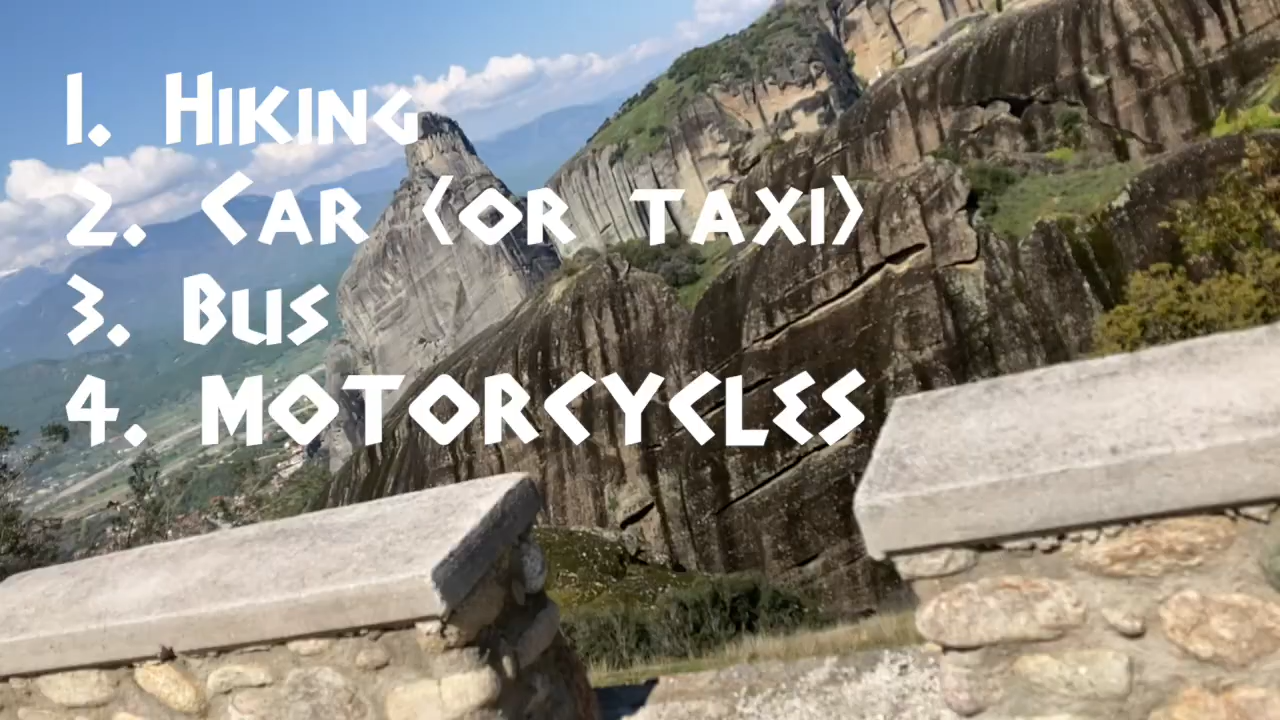 1. Hiking
2. Car (or taxi)
3. Bus
4. MOTORCYCLES